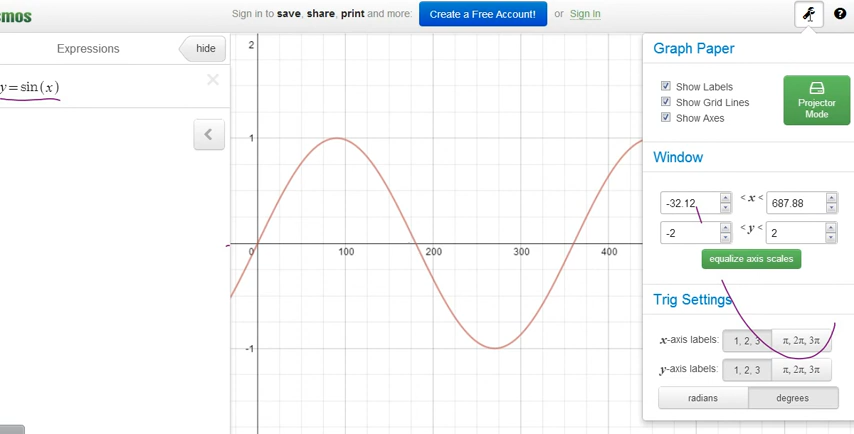 smos
Sign in to save, share, print and more: Create a Free Account! or Sign In
Expressions hide
y=sin(x)
2
1
0 100 200 300 400
-1
Graph Paper
Show Labels
Show Grid Lines
Show Axes
Projector
Mode
Window
-32.12 < x < 687.88
-2 < y < 2
equalize axis scales
Trig Settings
x-axis labels: 1, 2, 3 π, 2π, 3π
y-axis labels: 1, 2, 3 π, 2π, 3π
radians degrees